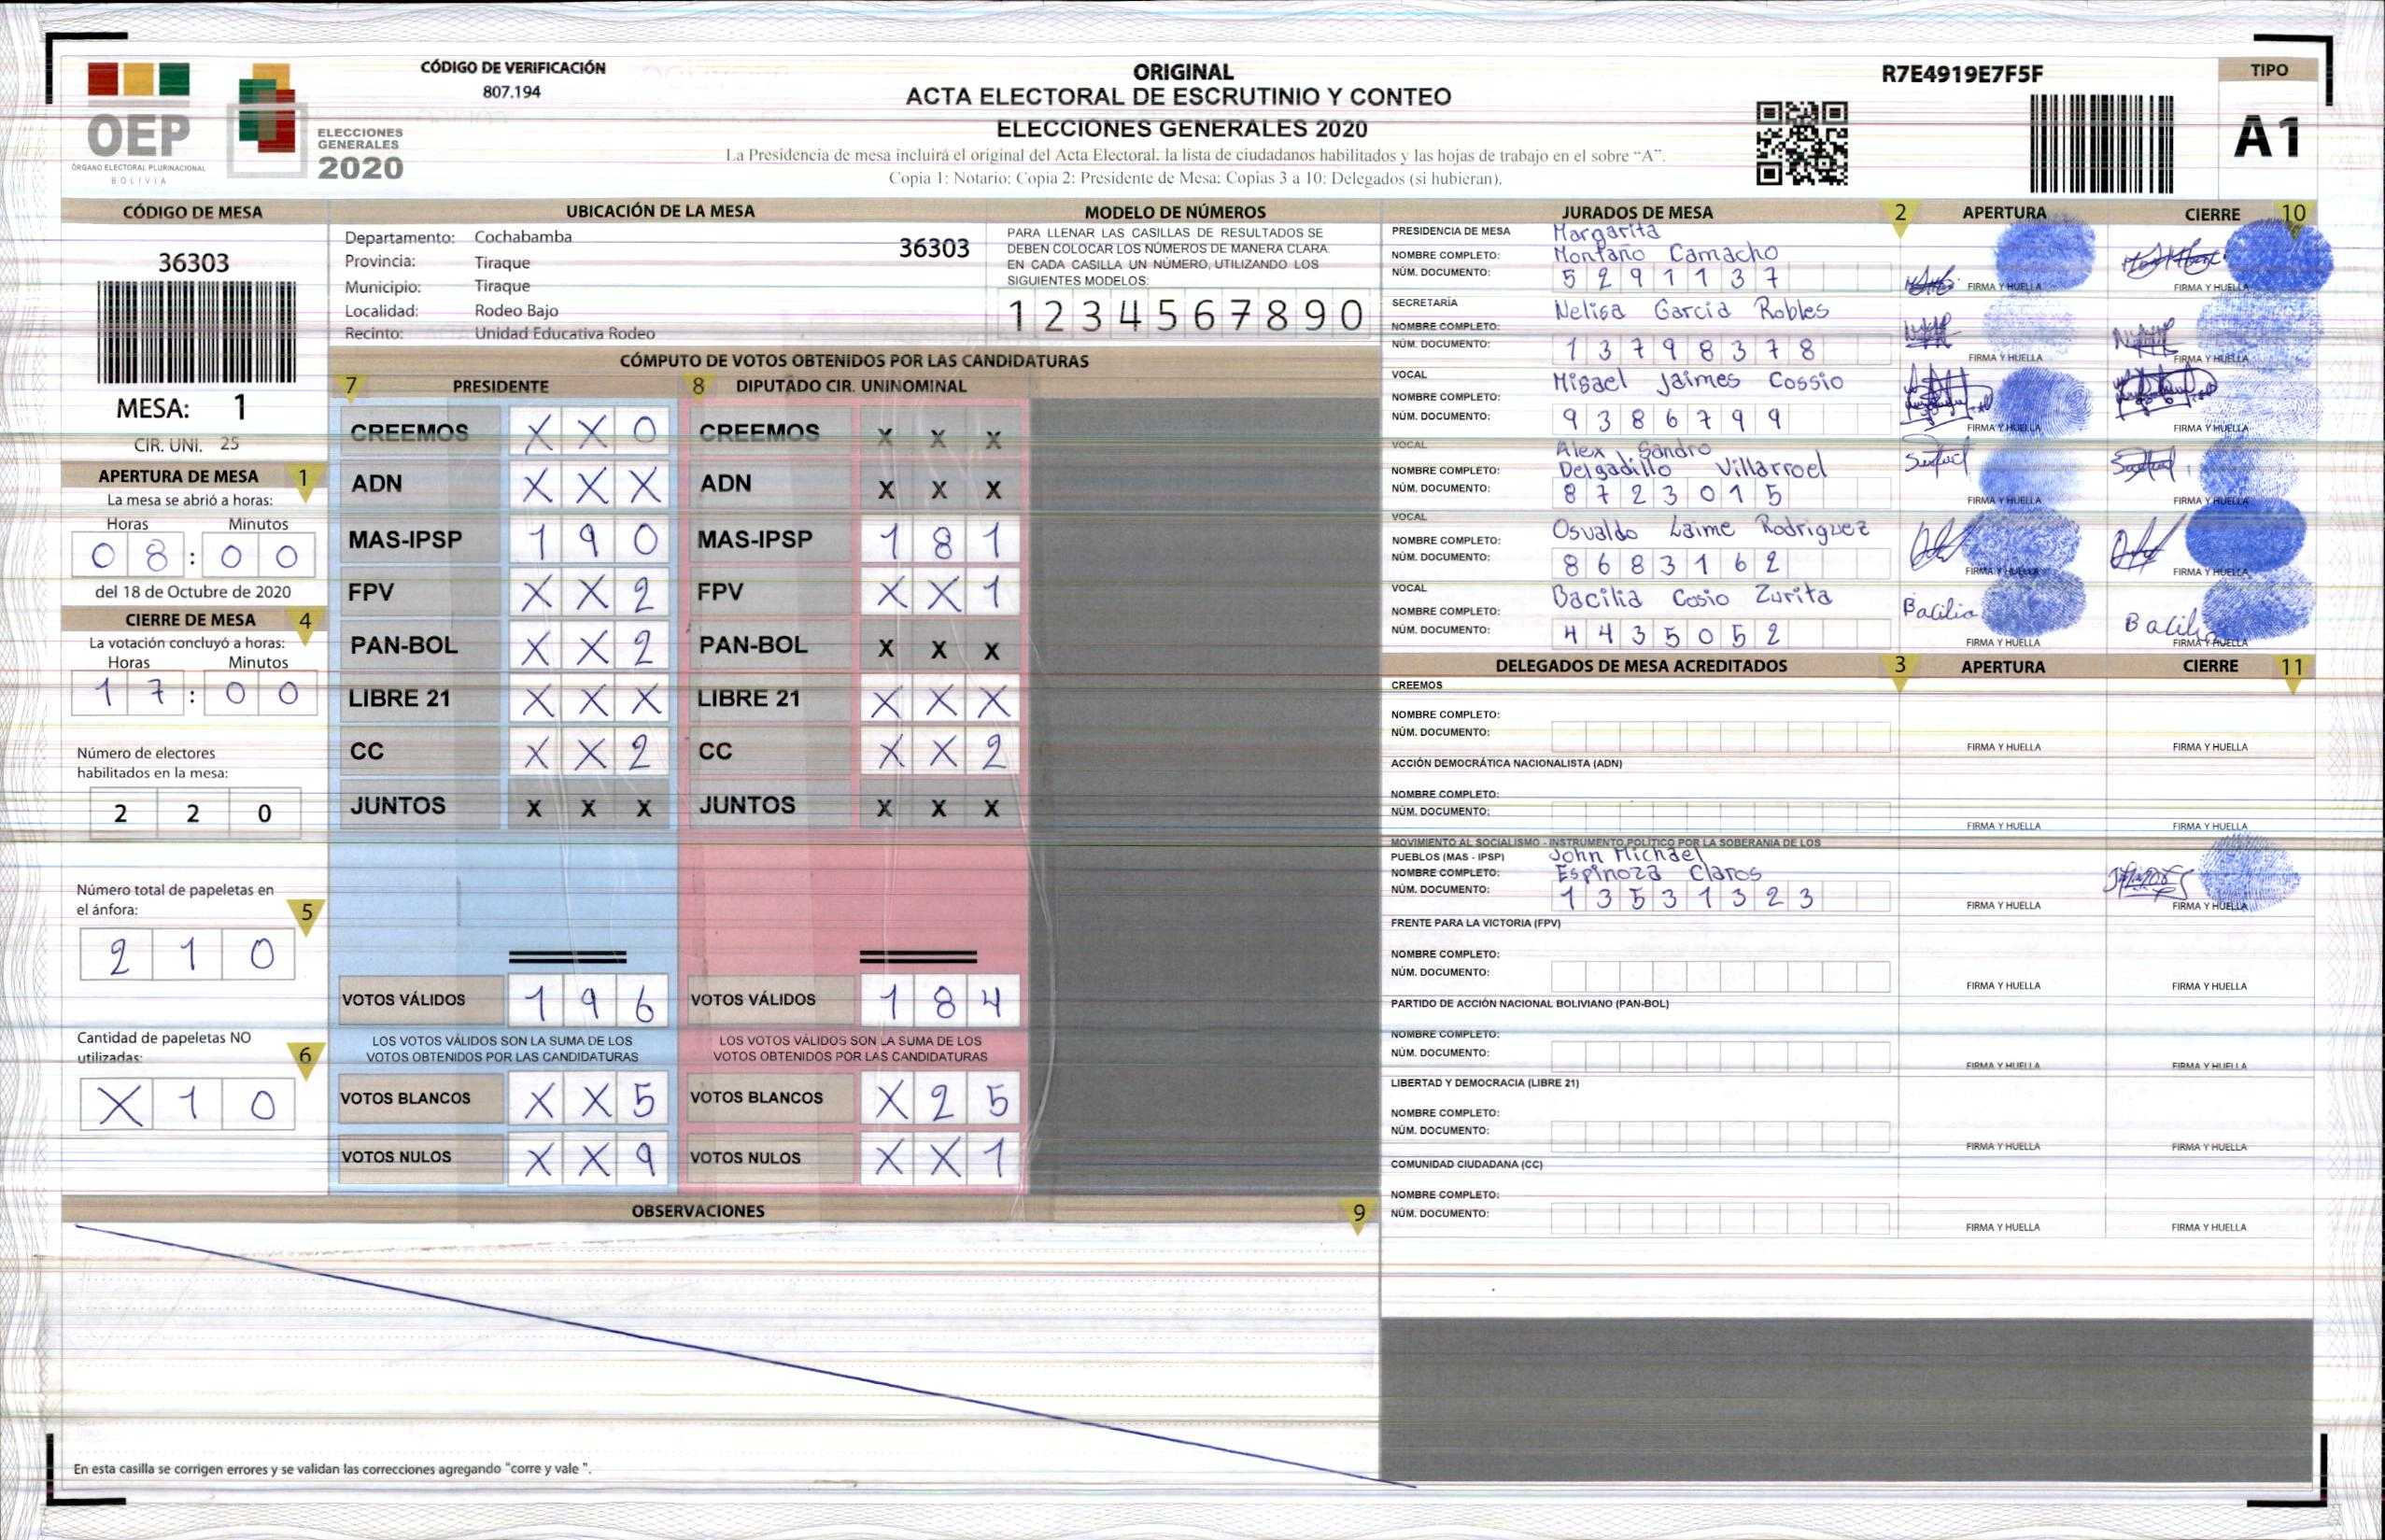 OEP
ÓRGANO ELECTORAL PLURINACIONAL
BOLIVIA
ELECCIONES
GENERALES
2020
CÓDIGO DE VERIFICACIÓN
807.194
ORIGINAL
ACTA ELECTORAL DE ESCRUTINIO Y CONTEO
ELECCIONES GENERALES 2020
La Presidencia de mesa incluirá el original del Acta Electoral, la lista de ciudadanos habilitados y las hojas de trabajo en el sobre “A”.
Copia 1: Notario; Copia 2: Presidente de Mesa; Copias 3 a 10: Delegados (si hubieran).
R7E4919E7F5F
TIPO
A1
CÓDIGO DE MESA
36303
MESA: 1
CIR. UNI. 25
APERTURA DE MESA 1
La mesa se abrió a horas:
Horas Minutos
0 8 : 0 0
del 18 de Octubre de 2020
CIERRE DE MESA 4
La votación concluyó a horas:
Horas Minutos
1 7 : 0 0
Número de electores
habilitados en la mesa:
2 2 0
Número total de papeletas en
el ánfora: 5
2 1 0
Cantidad de papeletas NO
utilizadas: 6
X 1 0
UBICACIÓN DE LA MESA
Departamento: Cochabamba 36303
Provincia: Tiraque
Municipio: Tiraque
Localidad: Rodeo Bajo
Recinto: Unidad Educativa Rodeo
MODELO DE NÚMEROS
PARA LLENAR LAS CASILLAS DE RESULTADOS SE
DEBEN COLOCAR LOS NÚMEROS DE MANERA CLARA
EN CADA CASILLA UN NÚMERO, UTILIZANDO LOS
SIGUIENTES MODELOS:
1 2 3 4 5 6 7 8 9 0
CÓMPUTO DE VOTOS OBTENIDOS POR LAS CANDIDATURAS
7 PRESIDENTE 8 DIPUTADO CIR. UNINOMINAL
CREEMOS X X 0 CREEMOS X X X
ADN X X X ADN X X X
MAS-IPSP 1 9 0 MAS-IPSP 1 8 1
FPV X X 2 FPV X X 1
PAN-BOL X X 2 PAN-BOL X X X
LIBRE 21 X X X LIBRE 21 X X X
CC X X 2 CC X X 2
JUNTOS X X X JUNTOS X X X
VOTOS VÁLIDOS 1 9 6 VOTOS VÁLIDOS 1 8 4
LOS VOTOS VÁLIDOS SON LA SUMA DE LOS LOS VOTOS VÁLIDOS SON LA SUMA DE LOS
VOTOS OBTENIDOS POR LAS CANDIDATURAS VOTOS OBTENIDOS POR LAS CANDIDATURAS
VOTOS BLANCOS X X 5 VOTOS BLANCOS X 2 5
VOTOS NULOS X X 9 VOTOS NULOS X X 1
OBSERVACIONES 9
En esta casilla se corrigen errores y se validan las correcciones agregando "corre y vale ".
JURADOS DE MESA 2 APERTURA CIERRE 10
PRESIDENCIA DE MESA Margarita
NOMBRE COMPLETO: Montaño Camacho
NÚM. DOCUMENTO: 5 2 9 1 1 3 7 FIRMA Y HUELLA FIRMA Y HUELLA
SECRETARÍA Nelisa Garcia Robles
NOMBRE COMPLETO:
NÚM. DOCUMENTO: 1 3 7 9 8 3 7 8 FIRMA Y HUELLA FIRMA Y HUELLA
VOCAL Misael Jaimes Cossio
NOMBRE COMPLETO:
NÚM. DOCUMENTO: 9 3 8 6 7 9 9 FIRMA Y HUELLA FIRMA Y HUELLA
VOCAL Alex Sandro
NOMBRE COMPLETO: Delgadillo Villarroel
NÚM. DOCUMENTO: 8 7 2 3 0 1 5 FIRMA Y HUELLA FIRMA Y HUELLA
VOCAL Osvaldo Laime Rodriguez
NOMBRE COMPLETO:
NÚM. DOCUMENTO: 8 6 8 3 1 6 2 FIRMA Y HUELLA FIRMA Y HUELLA
VOCAL Bacilia Cosio Zurita
NOMBRE COMPLETO: Bacilia
NÚM. DOCUMENTO: 4 4 3 5 0 5 2 FIRMA Y HUELLA FIRMA Y HUELLA
DELEGADOS DE MESA ACREDITADOS 3 APERTURA CIERRE 11
CREEMOS
NOMBRE COMPLETO:
NÚM. DOCUMENTO: FIRMA Y HUELLA FIRMA Y HUELLA
ACCIÓN DEMOCRÁTICA NACIONALISTA (ADN)
NOMBRE COMPLETO:
NÚM. DOCUMENTO: FIRMA Y HUELLA FIRMA Y HUELLA
MOVIMIENTO AL SOCIALISMO - INSTRUMENTO POLÍTICO POR LA SOBERANIA DE LOS
PUEBLOS (MAS - IPSP) John Michael
NOMBRE COMPLETO: Espinoza Claros
NÚM. DOCUMENTO: 1 3 5 3 1 3 2 3 FIRMA Y HUELLA FIRMA Y HUELLA
FRENTE PARA LA VICTORIA (FPV)
NOMBRE COMPLETO:
NÚM. DOCUMENTO: FIRMA Y HUELLA FIRMA Y HUELLA
PARTIDO DE ACCIÓN NACIONAL BOLIVIANO (PAN-BOL)
NOMBRE COMPLETO:
NÚM. DOCUMENTO: FIRMA Y HUELLA FIRMA Y HUELLA
LIBERTAD Y DEMOCRACIA (LIBRE 21)
NOMBRE COMPLETO:
NÚM. DOCUMENTO: FIRMA Y HUELLA FIRMA Y HUELLA
COMUNIDAD CIUDADANA (CC)
NOMBRE COMPLETO:
NÚM. DOCUMENTO: FIRMA Y HUELLA FIRMA Y HUELLA